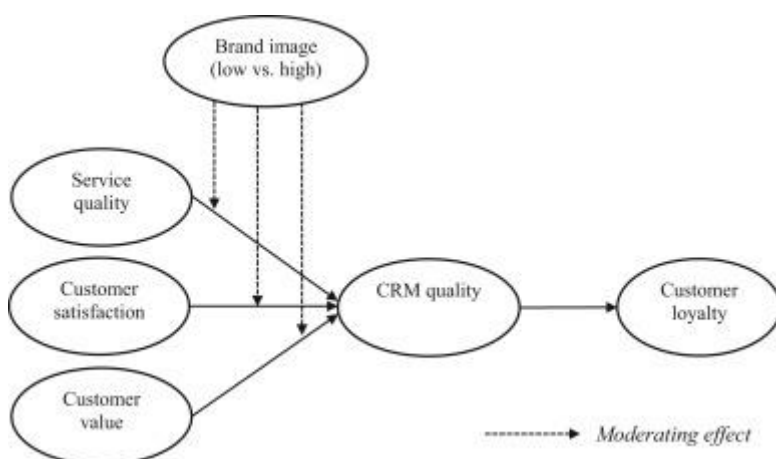 Brand image
(low vs. high)
Service
quality
Customer
satisfaction
CRM quality
Customer
loyalty
Customer
value
Moderating effect